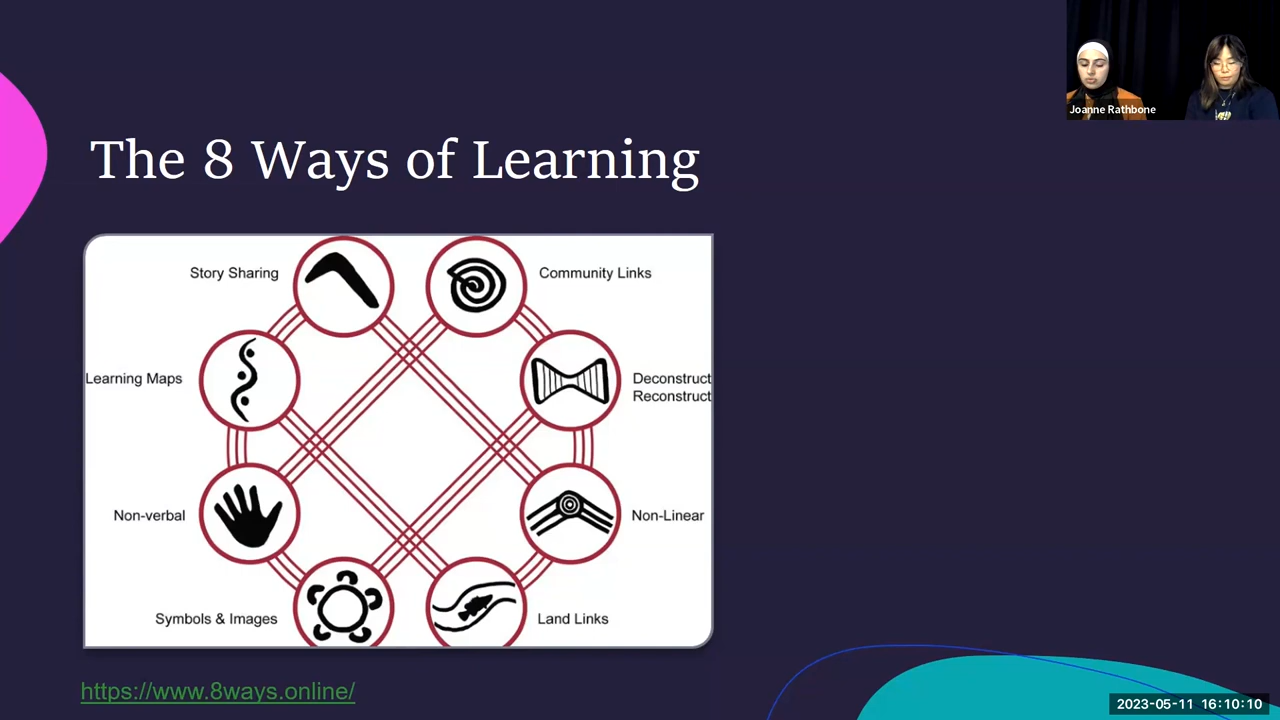 Joanne Rathbone
The 8 Ways of Learning
Story Sharing
Community Links
Learning Maps
Deconstruct
Reconstruct
Non-verbal
Non-Linear
Symbols & Images
Land Links
https://www.8ways.online/
2023-05-11 16:10:10